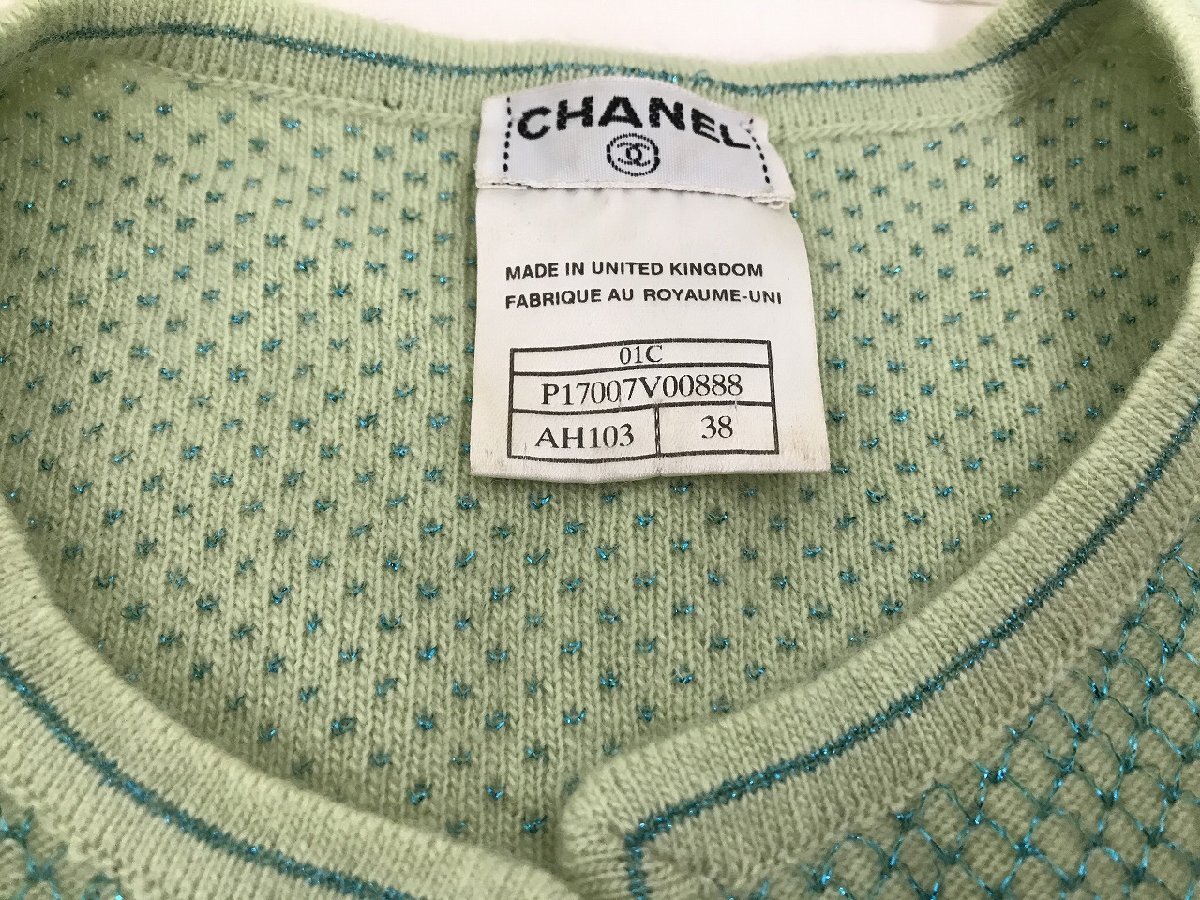 CHANEL
MADE IN UNITED KINGDOM
FABRIQUE AU ROYAUME-UNI
01C
P17007V00888
AH103 38